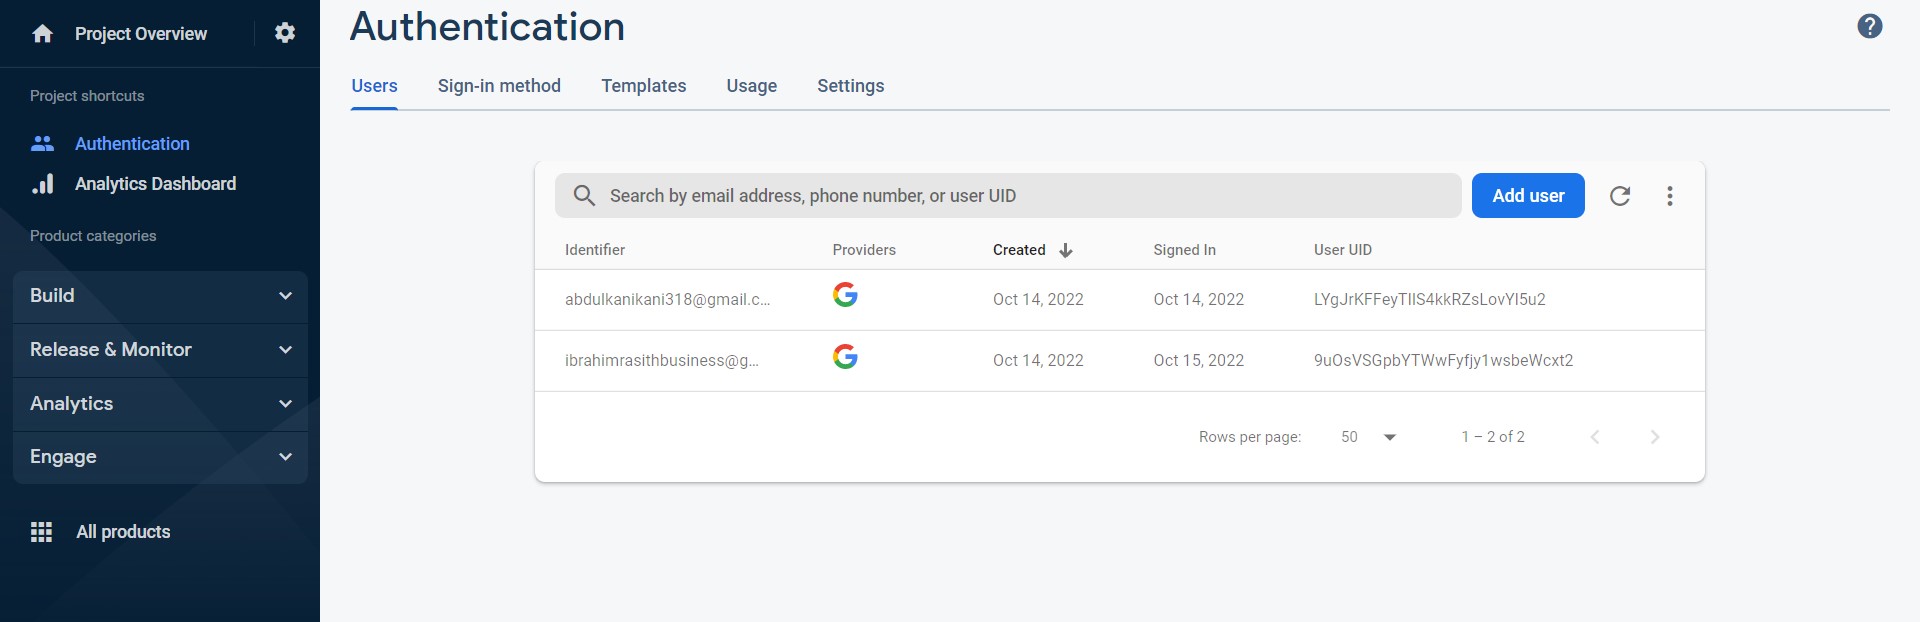 Project Overview
Authentication
Project shortcuts
Authentication
Analytics Dashboard
Product categories
Build
Release & Monitor
Analytics
Engage
All products
Users Sign-in method Templates Usage Settings
Search by email address, phone number, or user UID Add user
Identifier Providers Created Signed In User UID
abdulkanikani318@gmail.c... Oct 14, 2022 Oct 14, 2022 LYgJrKFFeyTIlS4kkRZsLovYl5u2
ibrahimrasithbusiness@g... Oct 14, 2022 Oct 15, 2022 9uOsVSGpbYTWwFyfjy1wsbeWcxt2
Rows per page: 50 1 – 2 of 2